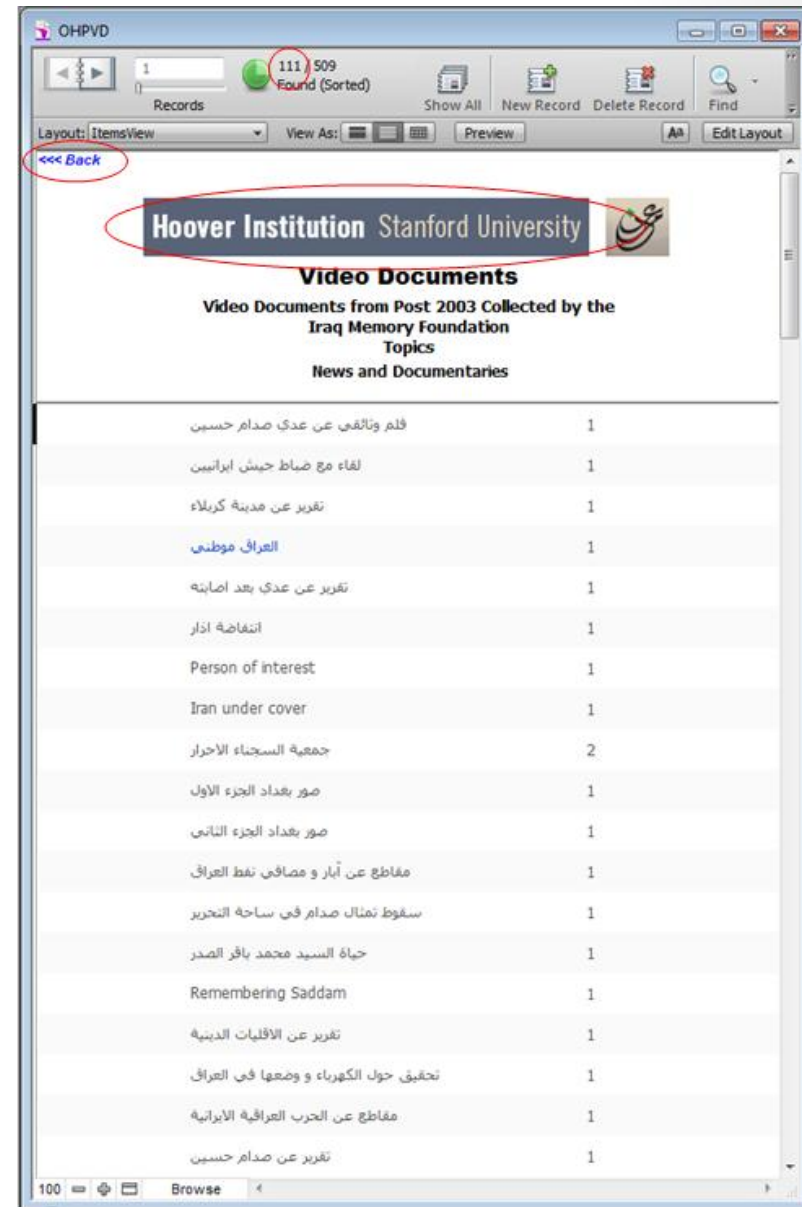 OHPVD
1
111 / 509
Found (Sorted)
Records
Show All
New Record
Delete Record
Find
Layout: ItemsView
View As:
Preview
Aa
Edit Layout
<<< Back
Hoover Institution Stanford University
Video Documents
Video Documents from Post 2003 Collected by the
Iraq Memory Foundation
Topics
News and Documentaries
فلم وثائقي عن عدي صدام حسين 1
لقاء مع ضباط جيش ايرانيين 1
تقرير عن مدينة كربلاء 1
العراق موطني 1
تقرير عن عدي بعد اصابته 1
انتفاضة اذار 1
Person of interest 1
Iran under cover 1
جمعية السجناء الاحرار 2
صور بغداد الجزء الاول 1
صور بغداد الجزء الثاني 1
مقاطع عن آبار و مصافي نفط العراق 1
سقوط تمثال صدام في ساحة التحرير 1
حياة السيد محمد باقر الصدر 1
Remembering Saddam 1
تقرير عن الاقليات الدينية 1
تحقيق حول الكهرباء و وضعها في العراق 1
مقاطع عن الحرب العراقية الايرانية 1
تقرير عن صدام حسين 1
100
Browse